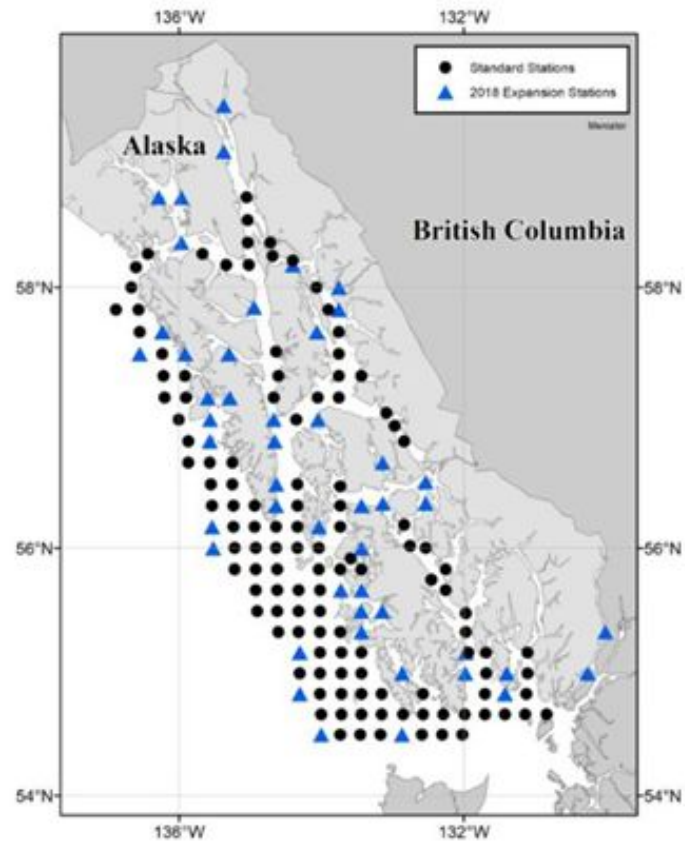 136°W
132°W
Standard Stations
2018 Expansion Stations
Mercator
Alaska
British Columbia
58°N
58°N
56°N
56°N
54°N
54°N
136°W
132°W